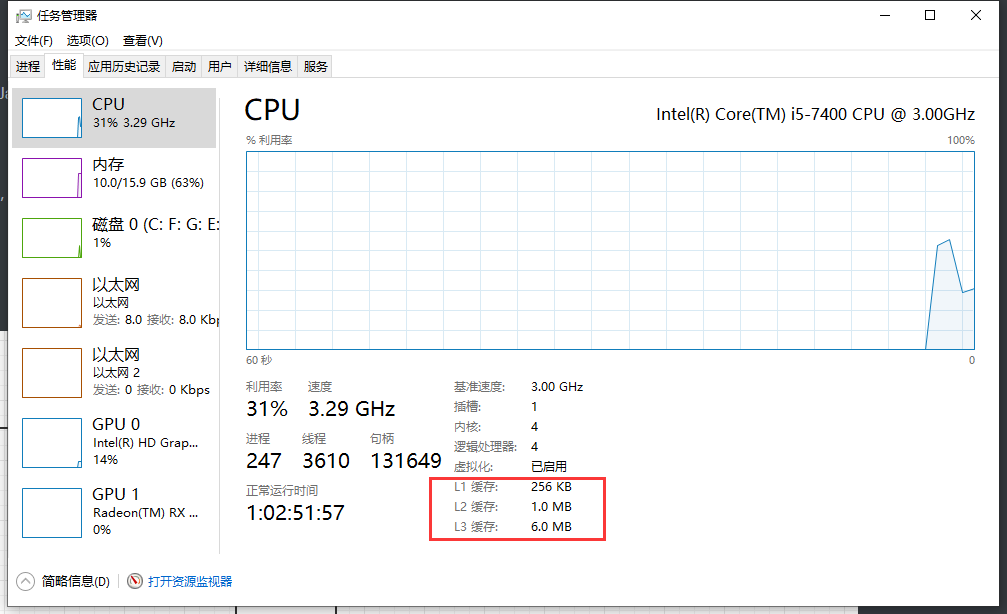 任务管理器
文件(F) 选项(O) 查看(V)
进程 性能 应用历史记录 启动 用户 详细信息 服务
CPU
31% 3.29 GHz
内存
10.0/15.9 GB (63%)
磁盘 0 (C: F: G: E:
1%
以太网
以太网
发送: 8.0 接收: 8.0 Kbp
以太网
以太网 2
发送: 0 接收: 0 Kbps
GPU 0
Intel(R) HD Grap...
14%
GPU 1
Radeon(TM) RX ...
0%
CPU
Intel(R) Core(TM) i5-7400 CPU @ 3.00GHz
% 利用率 100%
60 秒 0
利用率 速度
31% 3.29 GHz
进程 线程 句柄
247 3610 131649
正常运行时间
1:02:51:57
基准速度: 3.00 GHz
插槽: 1
内核: 4
逻辑处理器: 4
虚拟化: 已启用
L1 缓存: 256 KB
L2 缓存: 1.0 MB
L3 缓存: 6.0 MB
简略信息(D) 打开资源监视器